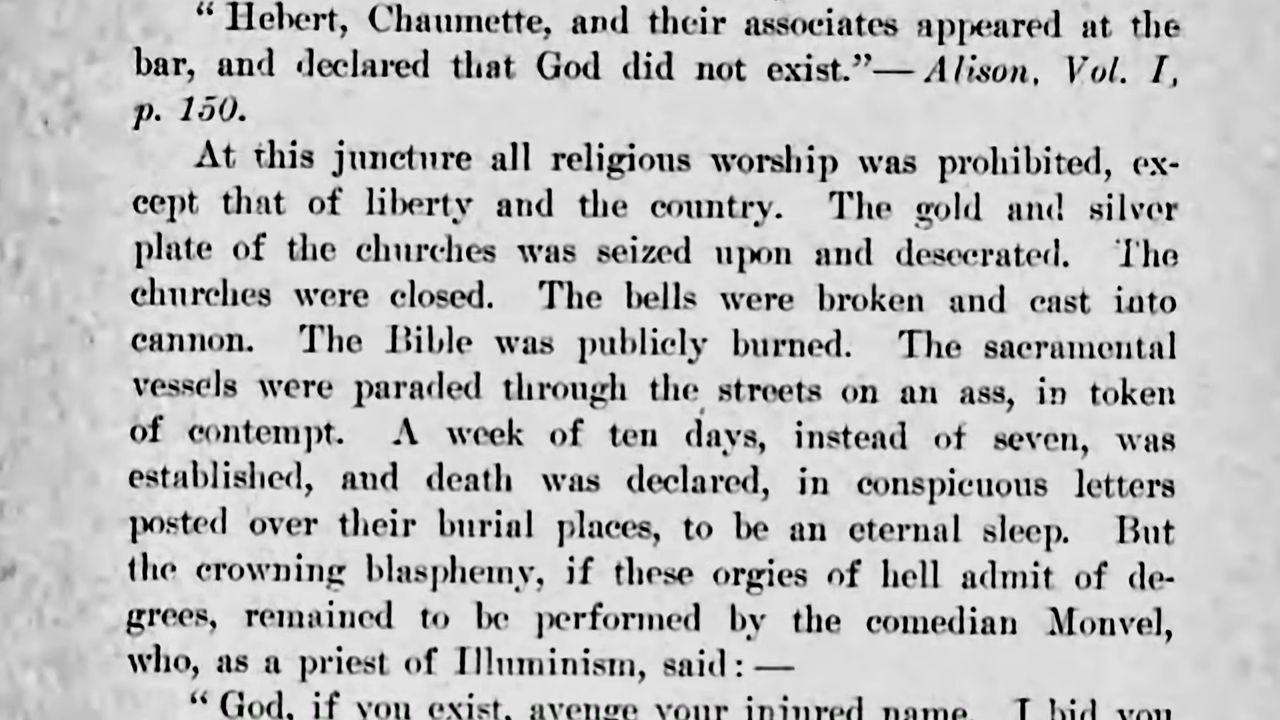 “ Hebert, Chaumette, and their associates appeared at the
bar, and declared that God did not exist.”— Alison, Vol. I,
p. 150.
At this juncture all religious worship was prohibited, ex-
cept that of liberty and the country. The gold and silver
plate of the churches was seized upon and desecrated. The
churches were closed. The bells were broken and cast into
cannon. The Bible was publicly burned. The sacramental
vessels were paraded through the streets on an ass, in token
of contempt. A week of ten days, instead of seven, was
established, and death was declared, in conspicuous letters
posted over their burial places, to be an eternal sleep. But
the crowning blasphemy, if these orgies of hell admit of de-
grees, remained to be performed by the comedian Monvel,
who, as a priest of Illuminism, said: —
“ God, if you exist, avenge your injured name. I bid you